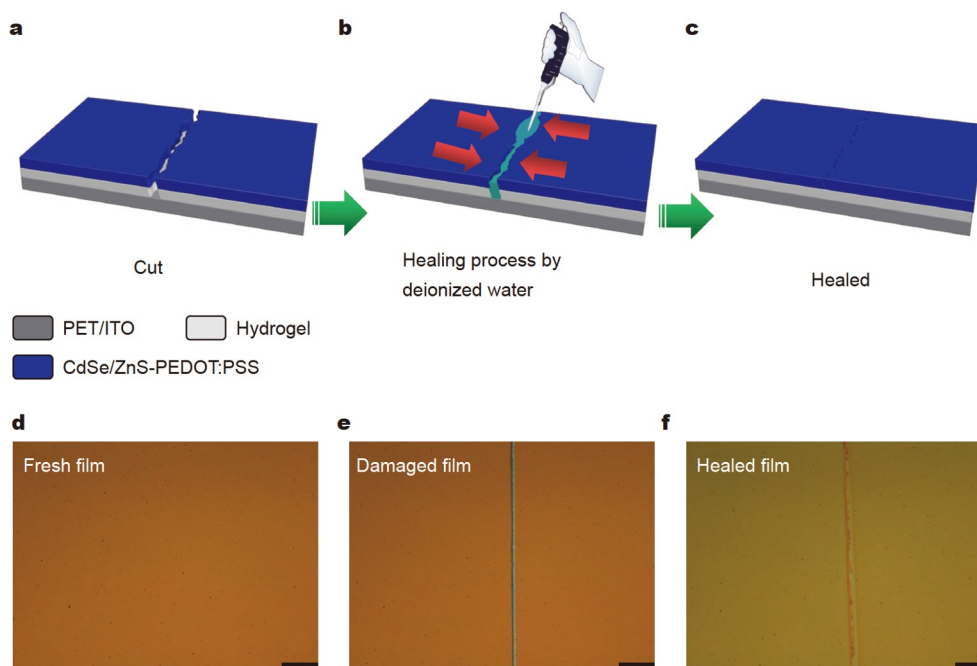 a
b
c
Cut
Healing process by
deionized water
Healed
PET/ITO
Hydrogel
CdSe/ZnS-PEDOT:PSS
d
e
f
Fresh film
Damaged film
Healed film